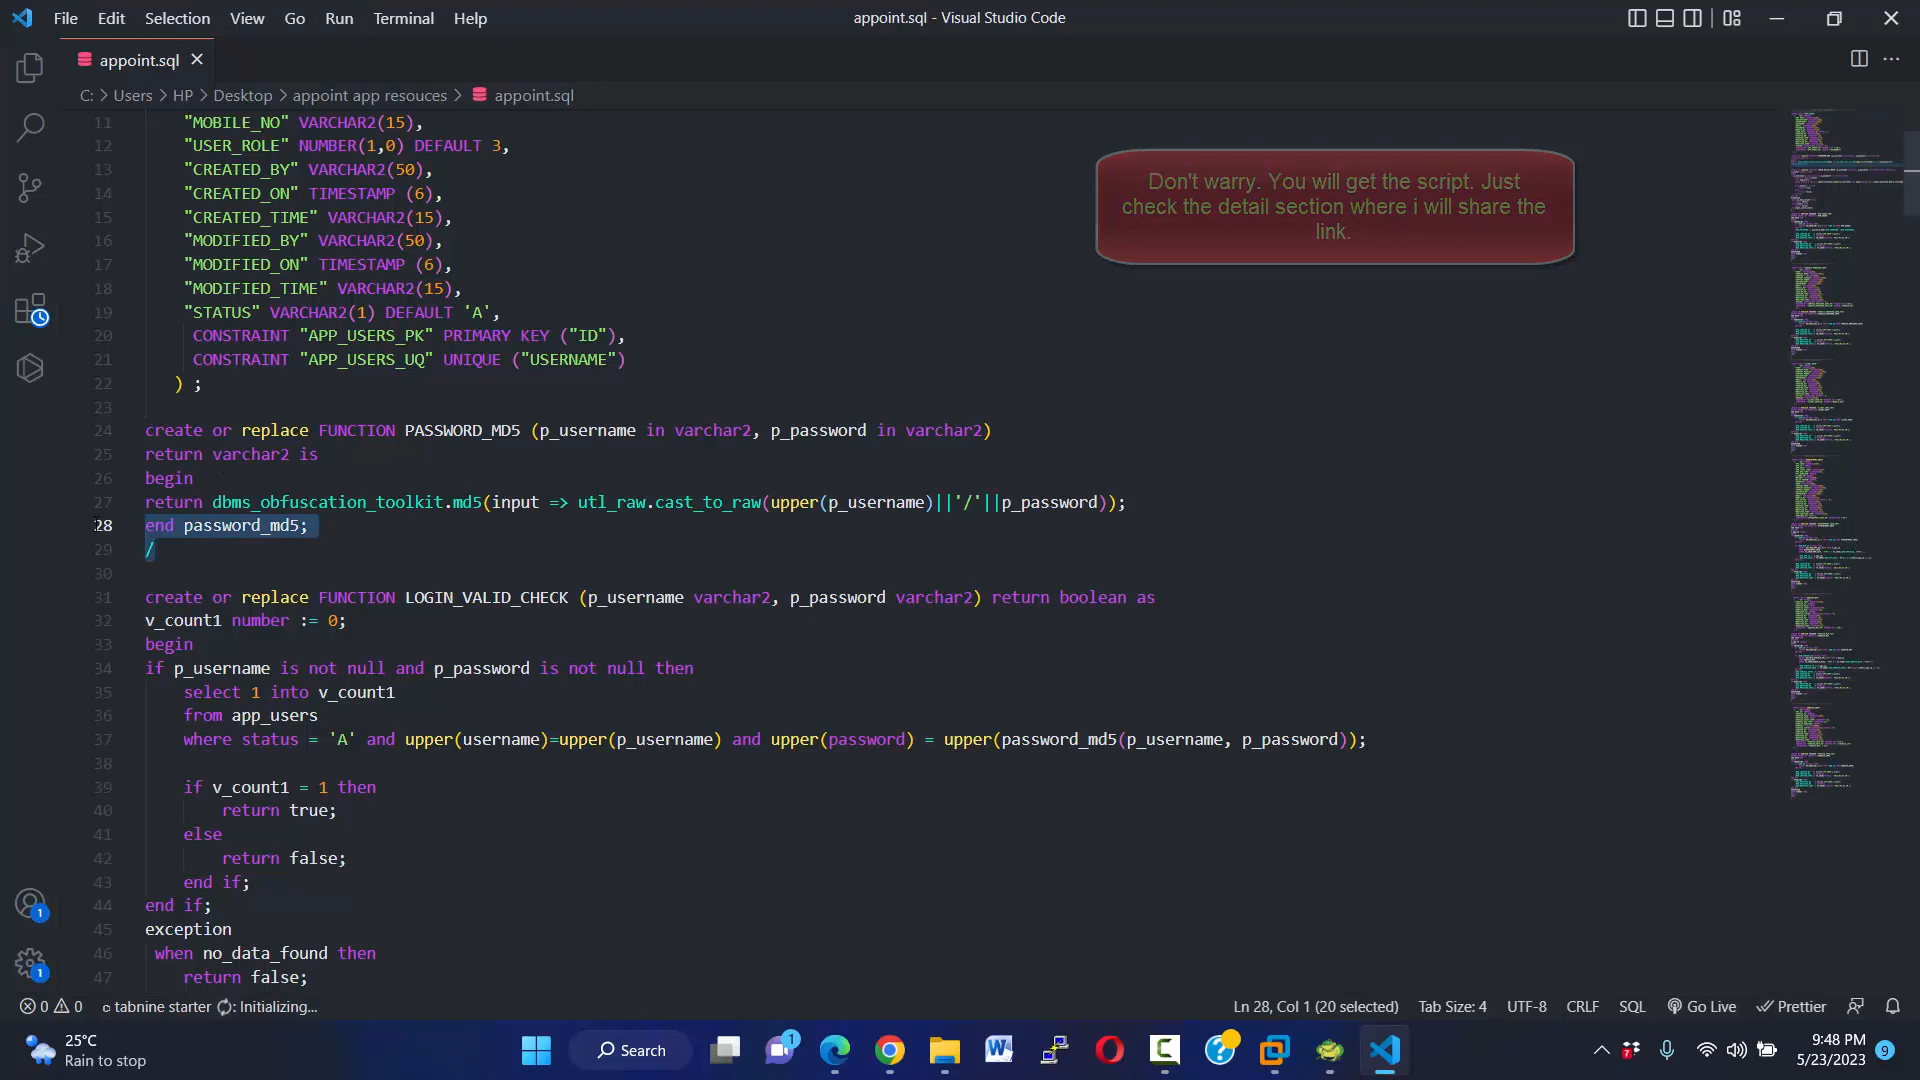 File Edit Selection View Go Run Terminal Help
appoint.sql - Visual Studio Code
appoint.sql
C: > Users > HP > Desktop > appoint app resouces > appoint.sql
11 "MOBILE_NO" VARCHAR2(15),
12 "USER_ROLE" NUMBER(1,0) DEFAULT 3,
13 "CREATED_BY" VARCHAR2(50),
14 "CREATED_ON" TIMESTAMP (6),
15 "CREATED_TIME" VARCHAR2(15),
16 "MODIFIED_BY" VARCHAR2(50),
17 "MODIFIED_ON" TIMESTAMP (6),
18 "MODIFIED_TIME" VARCHAR2(15),
19 "STATUS" VARCHAR2(1) DEFAULT 'A',
20 CONSTRAINT "APP_USERS_PK" PRIMARY KEY ("ID"),
21 CONSTRAINT "APP_USERS_UQ" UNIQUE ("USERNAME")
22 ) ;
23
24 create or replace FUNCTION PASSWORD_MD5 (p_username in varchar2, p_password in varchar2)
25 return varchar2 is
26 begin
27 return dbms_obfuscation_toolkit.md5(input => utl_raw.cast_to_raw(upper(p_username)||'/'||p_password));
28 end password_md5;
29 /
30
31 create or replace FUNCTION LOGIN_VALID_CHECK (p_username varchar2, p_password varchar2) return boolean as
32 v_count1 number := 0;
33 begin
34 if p_username is not null and p_password is not null then
35 select 1 into v_count1
36 from app_users
37 where status = 'A' and upper(username)=upper(p_username) and upper(password) = upper(password_md5(p_username, p_password));
38
39 if v_count1 = 1 then
40 return true;
41 else
42 return false;
43 end if;
44 end if;
45 exception
46 when no_data_found then
47 return false;
Don't warry. You will get the script. Just
check the detail section where i will share the
link.
1
1
0 0 tabnine starter : Initializing...
Ln 28, Col 1 (20 selected) Tab Size: 4 UTF-8 CRLF SQL Go Live Prettier
25°C
Rain to stop
Search
1
7
9:48 PM
5/23/2023
9